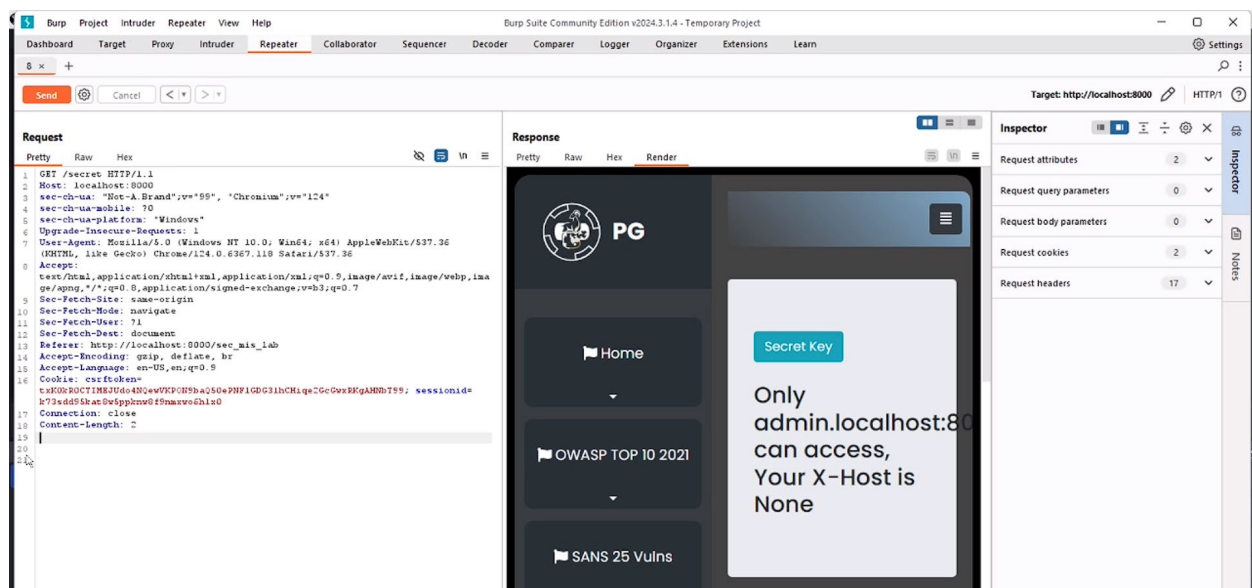 Burp Project Intruder Repeater View Help Burp Suite Community Edition v2024.3.1.4 - Temporary Project
Dashboard Target Proxy Intruder Repeater Collaborator Sequencer Decoder Comparer Logger Organizer Extensions Learn Settings
8 × +
Send Cancel < > Target: http://localhost:8000 HTTP/1
Request
Pretty Raw Hex \n
1 GET /secret HTTP/1.1
2 Host: localhost:8000
3 sec-ch-ua: "Not-A.Brand";v="99", "Chromium";v="124"
4 sec-ch-ua-mobile: ?0
5 sec-ch-ua-platform: "Windows"
6 Upgrade-Insecure-Requests: 1
7 User-Agent: Mozilla/5.0 (Windows NT 10.0; Win64; x64) AppleWebKit/537.36
(KHTML, like Gecko) Chrome/124.0.6367.118 Safari/537.36
8 Accept:
text/html,application/xhtml+xml,application/xml;q=0.9,image/avif,image/webp,ima
ge/apng,*/*;q=0.8,application/signed-exchange;v=b3;q=0.7
9 Sec-Fetch-Site: same-origin
10 Sec-Fetch-Mode: navigate
11 Sec-Fetch-User: ?1
12 Sec-Fetch-Dest: document
13 Referer: http://localhost:8000/sec_mis_lab
14 Accept-Encoding: gzip, deflate, br
15 Accept-Language: en-US,en;q=0.9
16 Cookie: csrftoken=
sessionid=
17 Connection: close
18 Content-Length: 2
19
20
Response
Pretty Raw Hex Render \n
PG
Home
OWASP TOP 10 2021
SANS 25 Vulns
Secret Key
Only
admin.localhost:80
can access,
Your X-Host is
None
Inspector
Request attributes 2
Request query parameters 0
Request body parameters 0
Request cookies 2
Request headers 17
Inspector
Notes